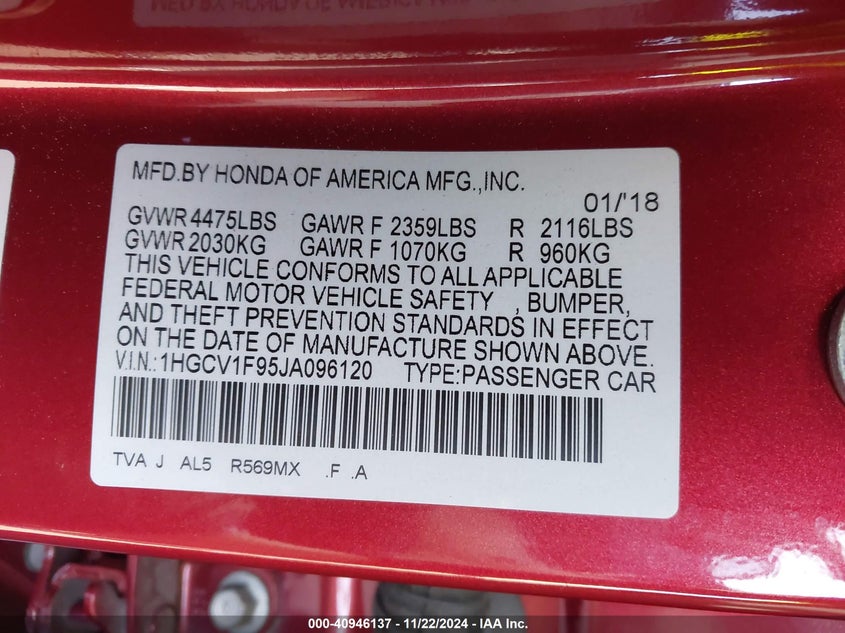 MFD.BY HONDA OF AMERICA MFG.,INC.
01/'18
GVWR 4475LBS GAWR F 2359LBS R 2116LBS
GVWR 2030KG GAWR F 1070KG R 960KG
THIS VEHICLE CONFORMS TO ALL APPLICABLE
FEDERAL MOTOR VEHICLE SAFETY , BUMPER,
AND THEFT PREVENTION STANDARDS IN EFFECT
ON THE DATE OF MANUFACTURE SHOWN ABOVE.
V.I.N.:1HGCV1F95JA096120 TYPE:PASSENGER CAR
TVA J AL5 R569MX .F .A
000-40946137 - 11/22/2024 - IAA Inc.